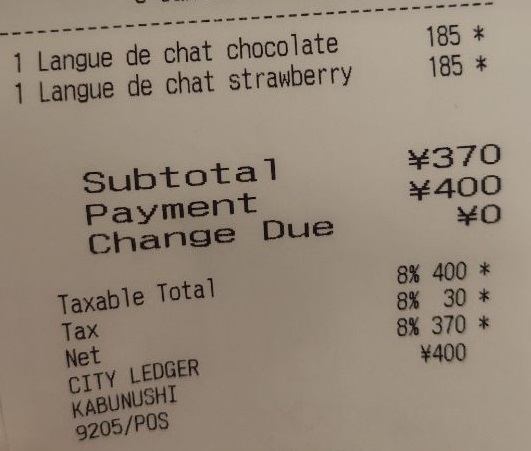 1 Langue de chat chocolate 185 *
1 Langue de chat strawberry 185 *
Subtotal ¥370
Payment ¥400
Change Due ¥0
Taxable Total 8% 400 *
Tax 8% 30 *
Net 8% 370 *
CITY LEDGER ¥400
KABUNUSHI
9205/POS